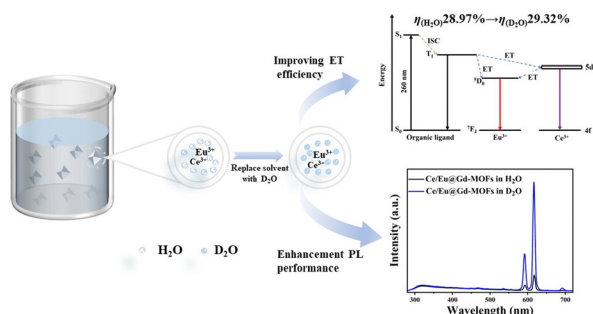 η(H₂O)28.97%→η(D₂O)29.32%
Improving ET
efficiency
Energy
S₁
ISC
T₁
ET
ET
ET
5d
260 nm
⁵D₀
S₀
⁷Fⱼ
4f
Organic ligand
Eu³⁺
Ce³⁺
Eu³⁺
Ce³⁺
Replace solvent
with D₂O
Eu³⁺
Ce³⁺
H₂O
D₂O
Enhancement PL
performance
Ce/Eu@Gd-MOFs in H₂O
Ce/Eu@Gd-MOFs in D₂O
Intensity (a.u.)
300 400 500 600 700
Wavelength (nm)